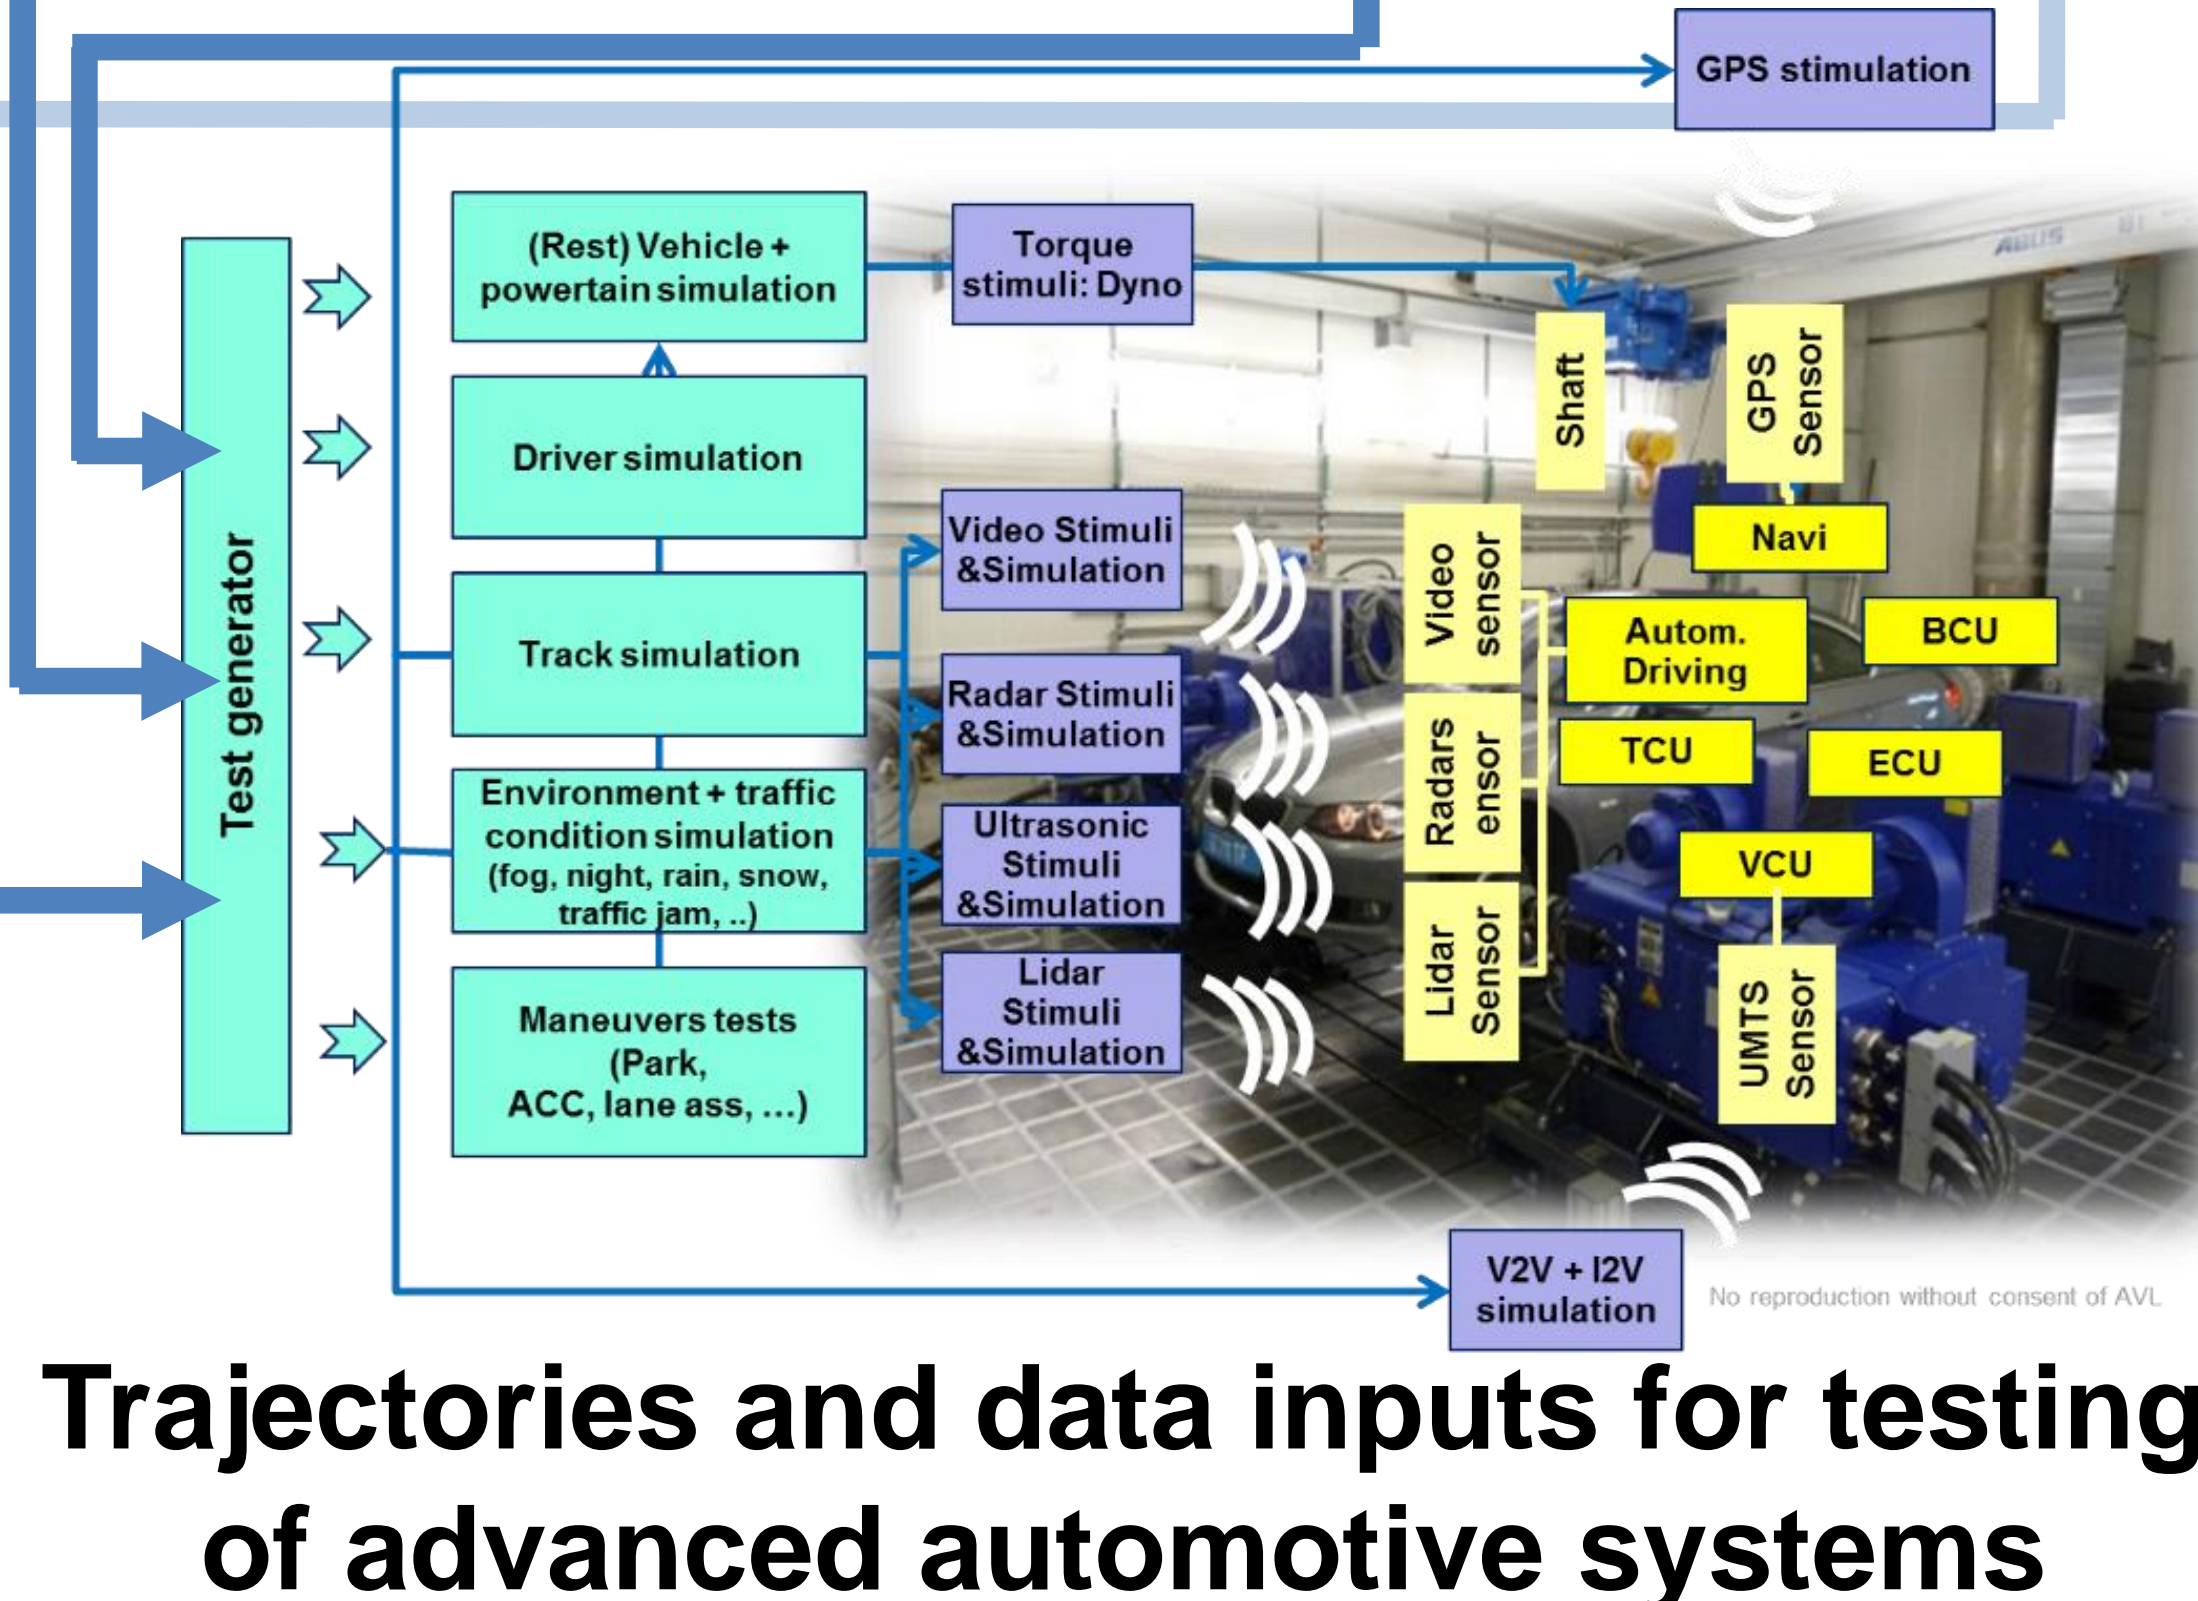 GPS stimulation
(Rest) Vehicle +
powertain simulation
Torque
stimuli: Dyno
ABUS
Shaft
GPS
Sensor
Test generator
Driver simulation
Video Stimuli
&Simulation
Video
sensor
Navi
Track simulation
Autom.
Driving
BCU
Radar Stimuli
&Simulation
Radars
ensor
TCU
ECU
Environment + traffic
condition simulation
(fog, night, rain, snow,
traffic jam, ..)
Ultrasonic
Stimuli
&Simulation
VCU
Lidar
Sensor
Maneuvers tests
(Park,
ACC, lane ass, ...)
Lidar
Stimuli
&Simulation
UMTS
Sensor
V2V + I2V
simulation
No reproduction without consent of AVL
Trajectories and data inputs for testing
of advanced automotive systems